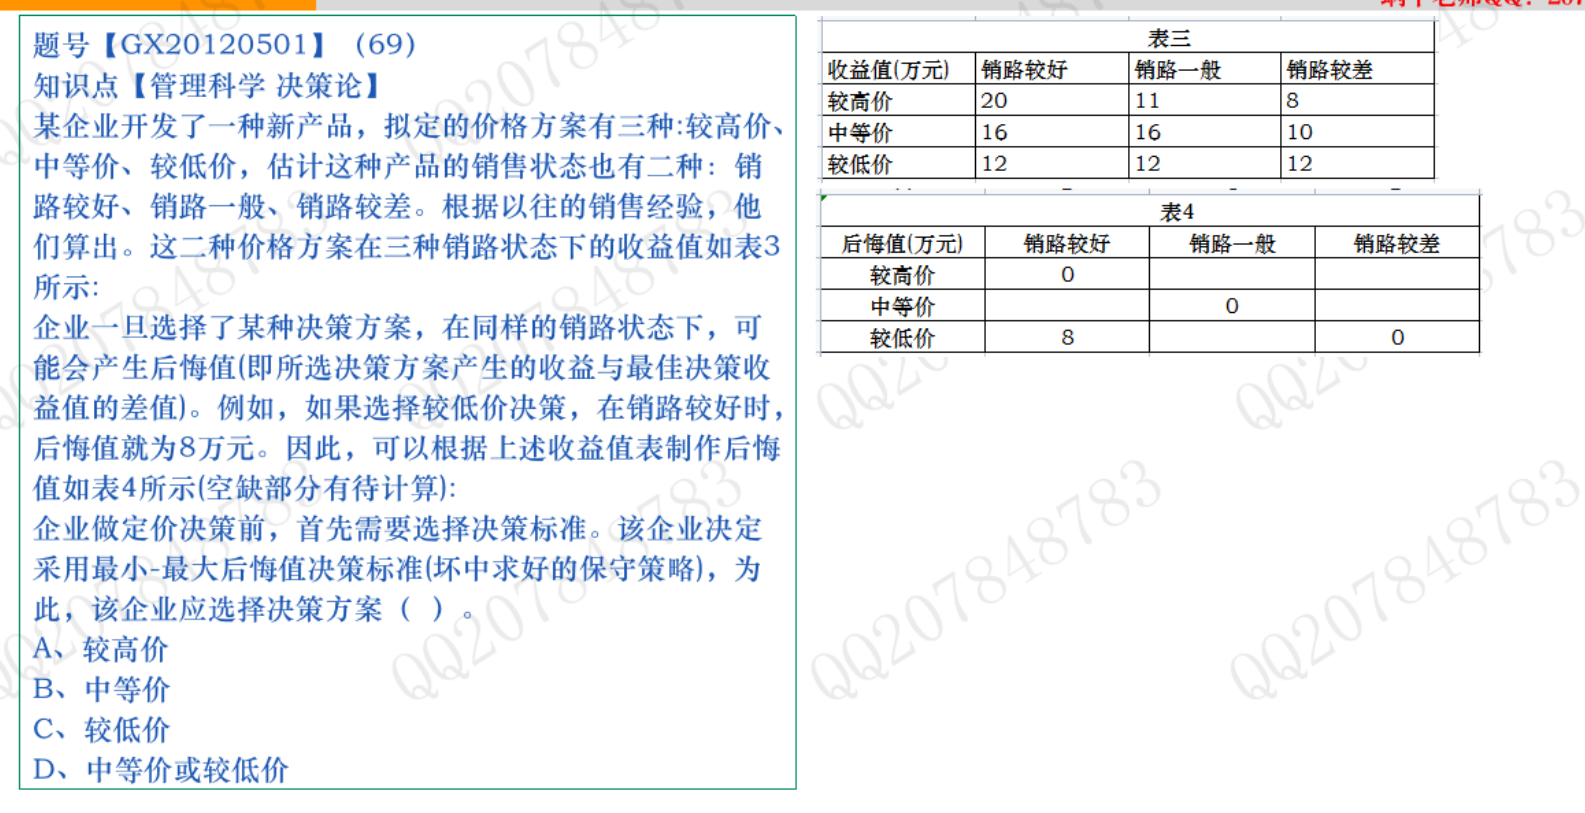 题号【GX20120501】（69）
知识点【管理科学 决策论】
某企业开发了一种新产品，拟定的价格方案有三种:较高价、
中等价、较低价，估计这种产品的销售状态也有二种：销
路较好、销路一般、销路较差。根据以往的销售经验，他
们算出。这二种价格方案在三种销路状态下的收益值如表3
所示:
企业一旦选择了某种决策方案，在同样的销路状态下，可
能会产生后悔值(即所选决策方案产生的收益与最佳决策收
益值的差值)。例如，如果选择较低价决策，在销路较好时，
后悔值就为8万元。因此，可以根据上述收益值表制作后悔
值如表4所示(空缺部分有待计算):
企业做定价决策前，首先需要选择决策标准。该企业决定
采用最小-最大后悔值决策标准(坏中求好的保守策略)，为
此，该企业应选择决策方案（ ）。
A、较高价
B、中等价
C、较低价
D、中等价或较低价
表三
收益值(万元) 销路较好 销路一般 销路较差
较高价 20 11 8
中等价 16 16 10
较低价 12 12 12
表4
后悔值(万元) 销路较好 销路一般 销路较差
较高价 0
中等价 0
较低价 8 0
QQ207848783